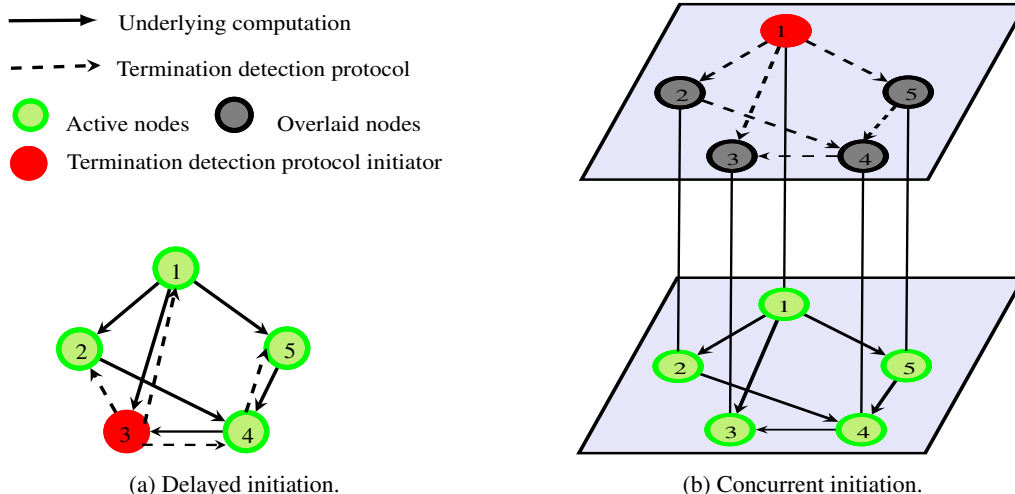 Underlying computation
Termination detection protocol
Active nodes
Overlaid nodes
Termination detection protocol initiator
1
2
5
3
4
(a) Delayed initiation.
1
2
5
3
4
1
2
5
3
4
(b) Concurrent initiation.